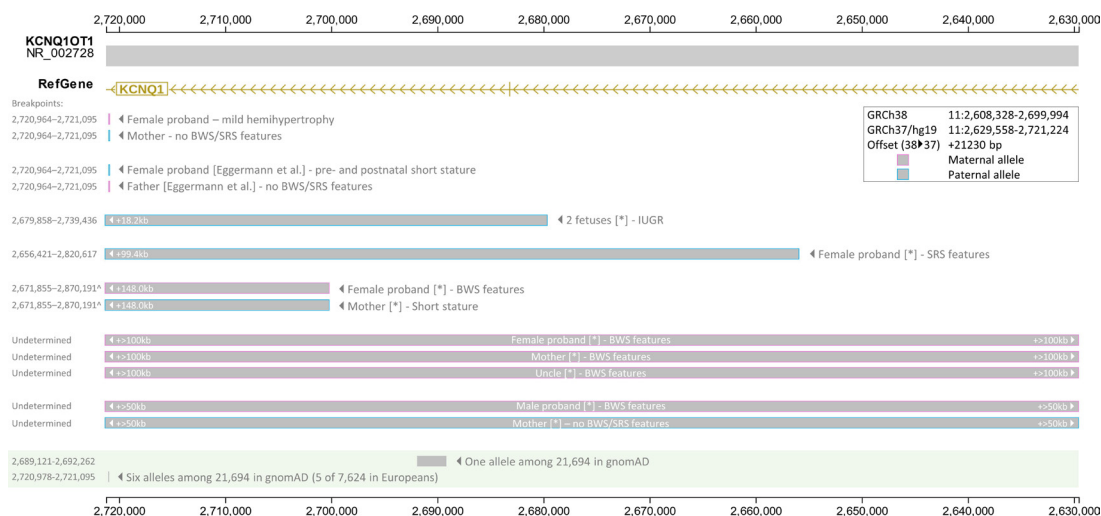 2,720,000 2,710,000 2,700,000 2,690,000 2,680,000 2,670,000 2,660,000 2,650,000 2,640,000 2,630,000
KCNQ1OT1
NR_002728
RefGene KCNQ1
Breakpoints:
2,720,964–2,721,095 Female proband – mild hemihypertrophy
2,720,964–2,721,095 Mother - no BWS/SRS features
GRCh38 11:2,608,328-2,699,994
GRCh37/hg19 11:2,629,558-2,721,224
Offset (38▶37) +21230 bp
Maternal allele
Paternal allele
2,720,964–2,721,095 Female proband [Eggermann et al.] - pre- and postnatal short stature
2,720,964–2,721,095 Father [Eggermann et al.] - no BWS/SRS features
2,679,858–2,739,436 +18.2kb 2 fetuses [*] - IUGR
2,656,421–2,820,617 +99.4kb Female proband [*] - SRS features
2,671,855–2,870,191^ +148.0kb Female proband [*] - BWS features
2,671,855–2,870,191^ +148.0kb Mother [*] - Short stature
Undetermined +>100kb Female proband [*] - BWS features +>100kb
Undetermined +>100kb Mother [*] - BWS features +>100kb
Undetermined +>100kb Uncle [*] - BWS features +>100kb
Undetermined +>50kb Male proband [*] - BWS features +>50kb
Undetermined +>50kb Mother [*] – no BWS/SRS features +>50kb
2,689,121-2,692,262 One allele among 21,694 in gnomAD
2,720,978-2,721,095 Six alleles among 21,694 in gnomAD (5 of 7,624 in Europeans)
2,720,000 2,710,000 2,700,000 2,690,000 2,680,000 2,670,000 2,660,000 2,650,000 2,640,000 2,630,000